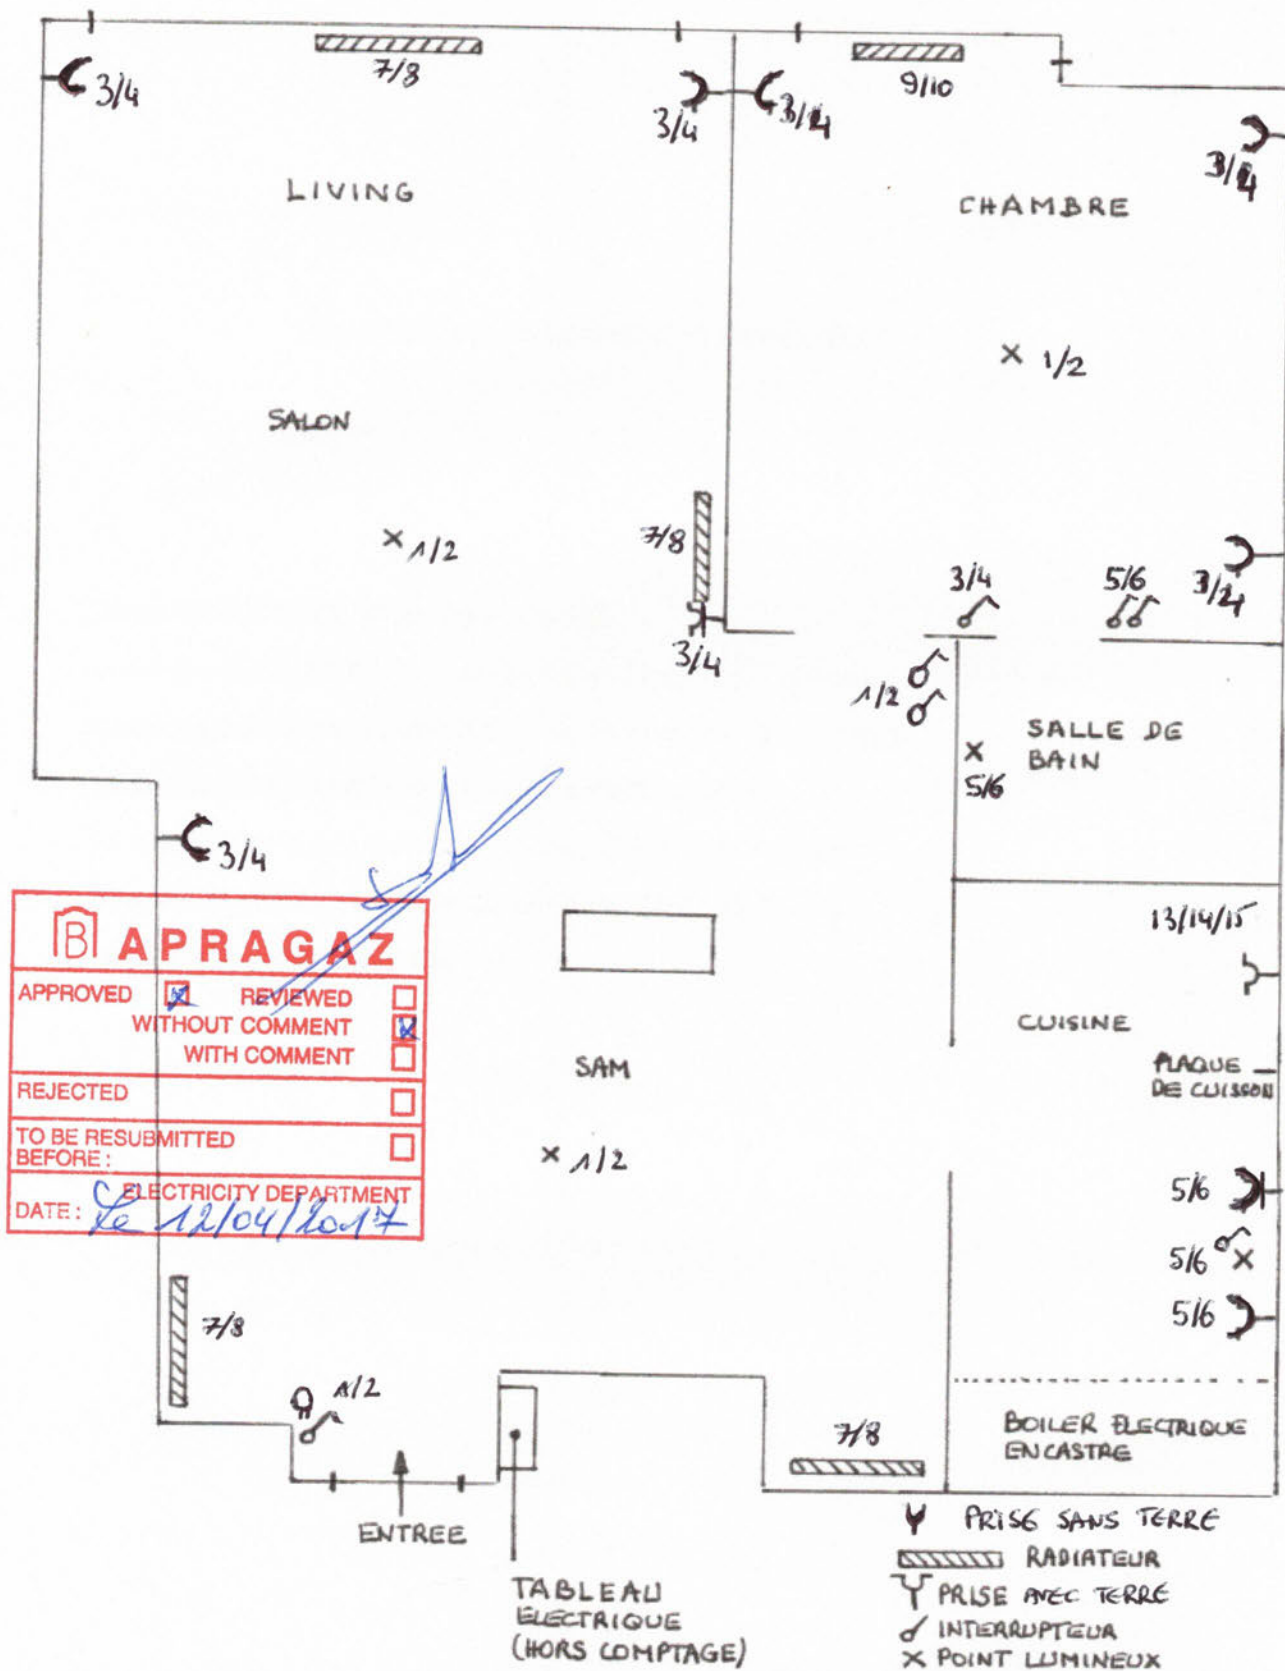 7/8
9/10
3/4
3/4
3/4
3/4
LIVING
CHAMBRE
1/2
SALON
1/2
7/8
3/4
5/6
3/4
3/4
1/2
SALLE DE
BAIN
5/6
3/4
13/14/15
B APRAGAZ
APPROVED REVIEWED
WITHOUT COMMENT
WITH COMMENT
REJECTED
TO BE RESUBMITTED
BEFORE :
ELECTRICITY DEPARTMENT
DATE : Le 12/04/2017
CUISINE
SAM
PLAQUE
DE CUISSON
1/2
5/6
5/6
5/6
7/8
1/2
7/8
BOILER ELECTRIQUE
ENCASTRE
ENTREE
TABLEAU
ELECTRIQUE
(HORS COMPTAGE)
PRISE SANS TERRE
RADIATEUR
PRISE AVEC TERRE
INTERRUPTEUR
POINT LUMINEUX